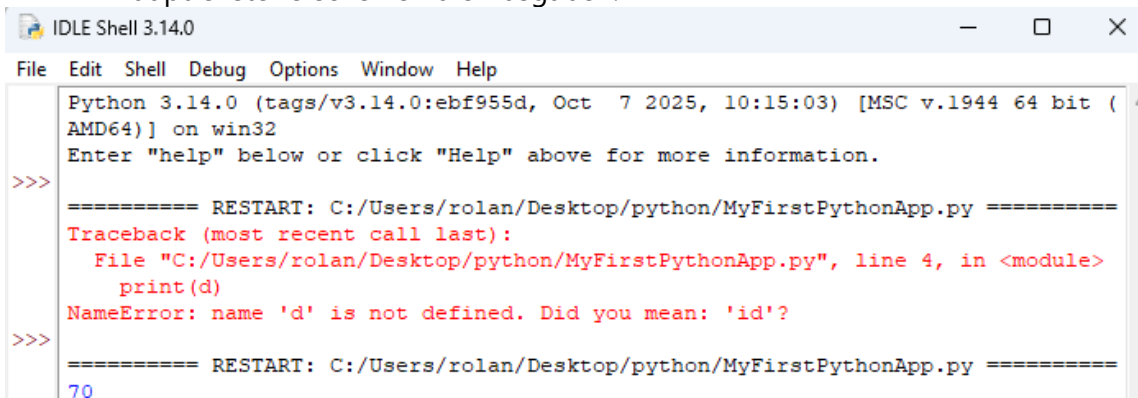 IDLE Shell 3.14.0
File Edit Shell Debug Options Window Help
Python 3.14.0 (tags/v3.14.0:ebf955d, Oct  7 2025, 10:15:03) [MSC v.1944 64 bit (
AMD64)] on win32
Enter "help" below or click "Help" above for more information.
>>>
========== RESTART: C:/Users/rolan/Desktop/python/MyFirstPythonApp.py ==========
Traceback (most recent call last):
  File "C:/Users/rolan/Desktop/python/MyFirstPythonApp.py", line 4, in <module>
    print(d)
NameError: name 'd' is not defined. Did you mean: 'id'?
>>>
========== RESTART: C:/Users/rolan/Desktop/python/MyFirstPythonApp.py ==========
70